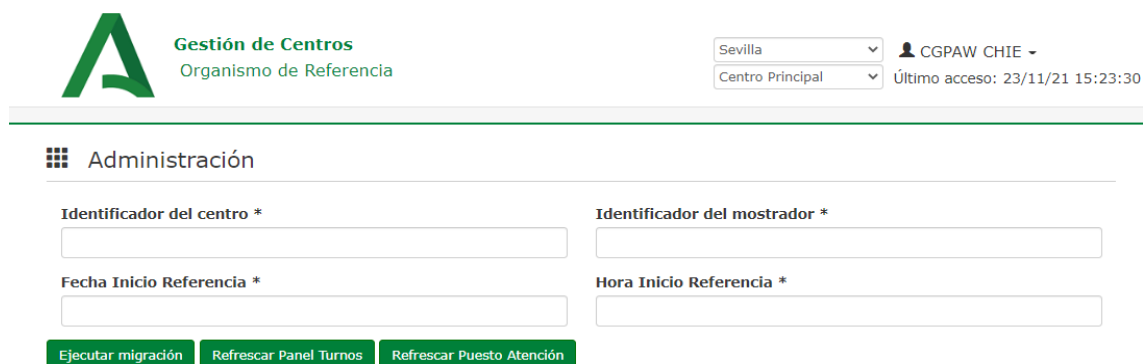 Gestión de Centros
Organismo de Referencia
Sevilla
CGPAW CHIE
Centro Principal
Último acceso: 23/11/21 15:23:30
Administración
Identificador del centro *
Identificador del mostrador *
Fecha Inicio Referencia *
Hora Inicio Referencia *
Ejecutar migración
Refrescar Panel Turnos
Refrescar Puesto Atención